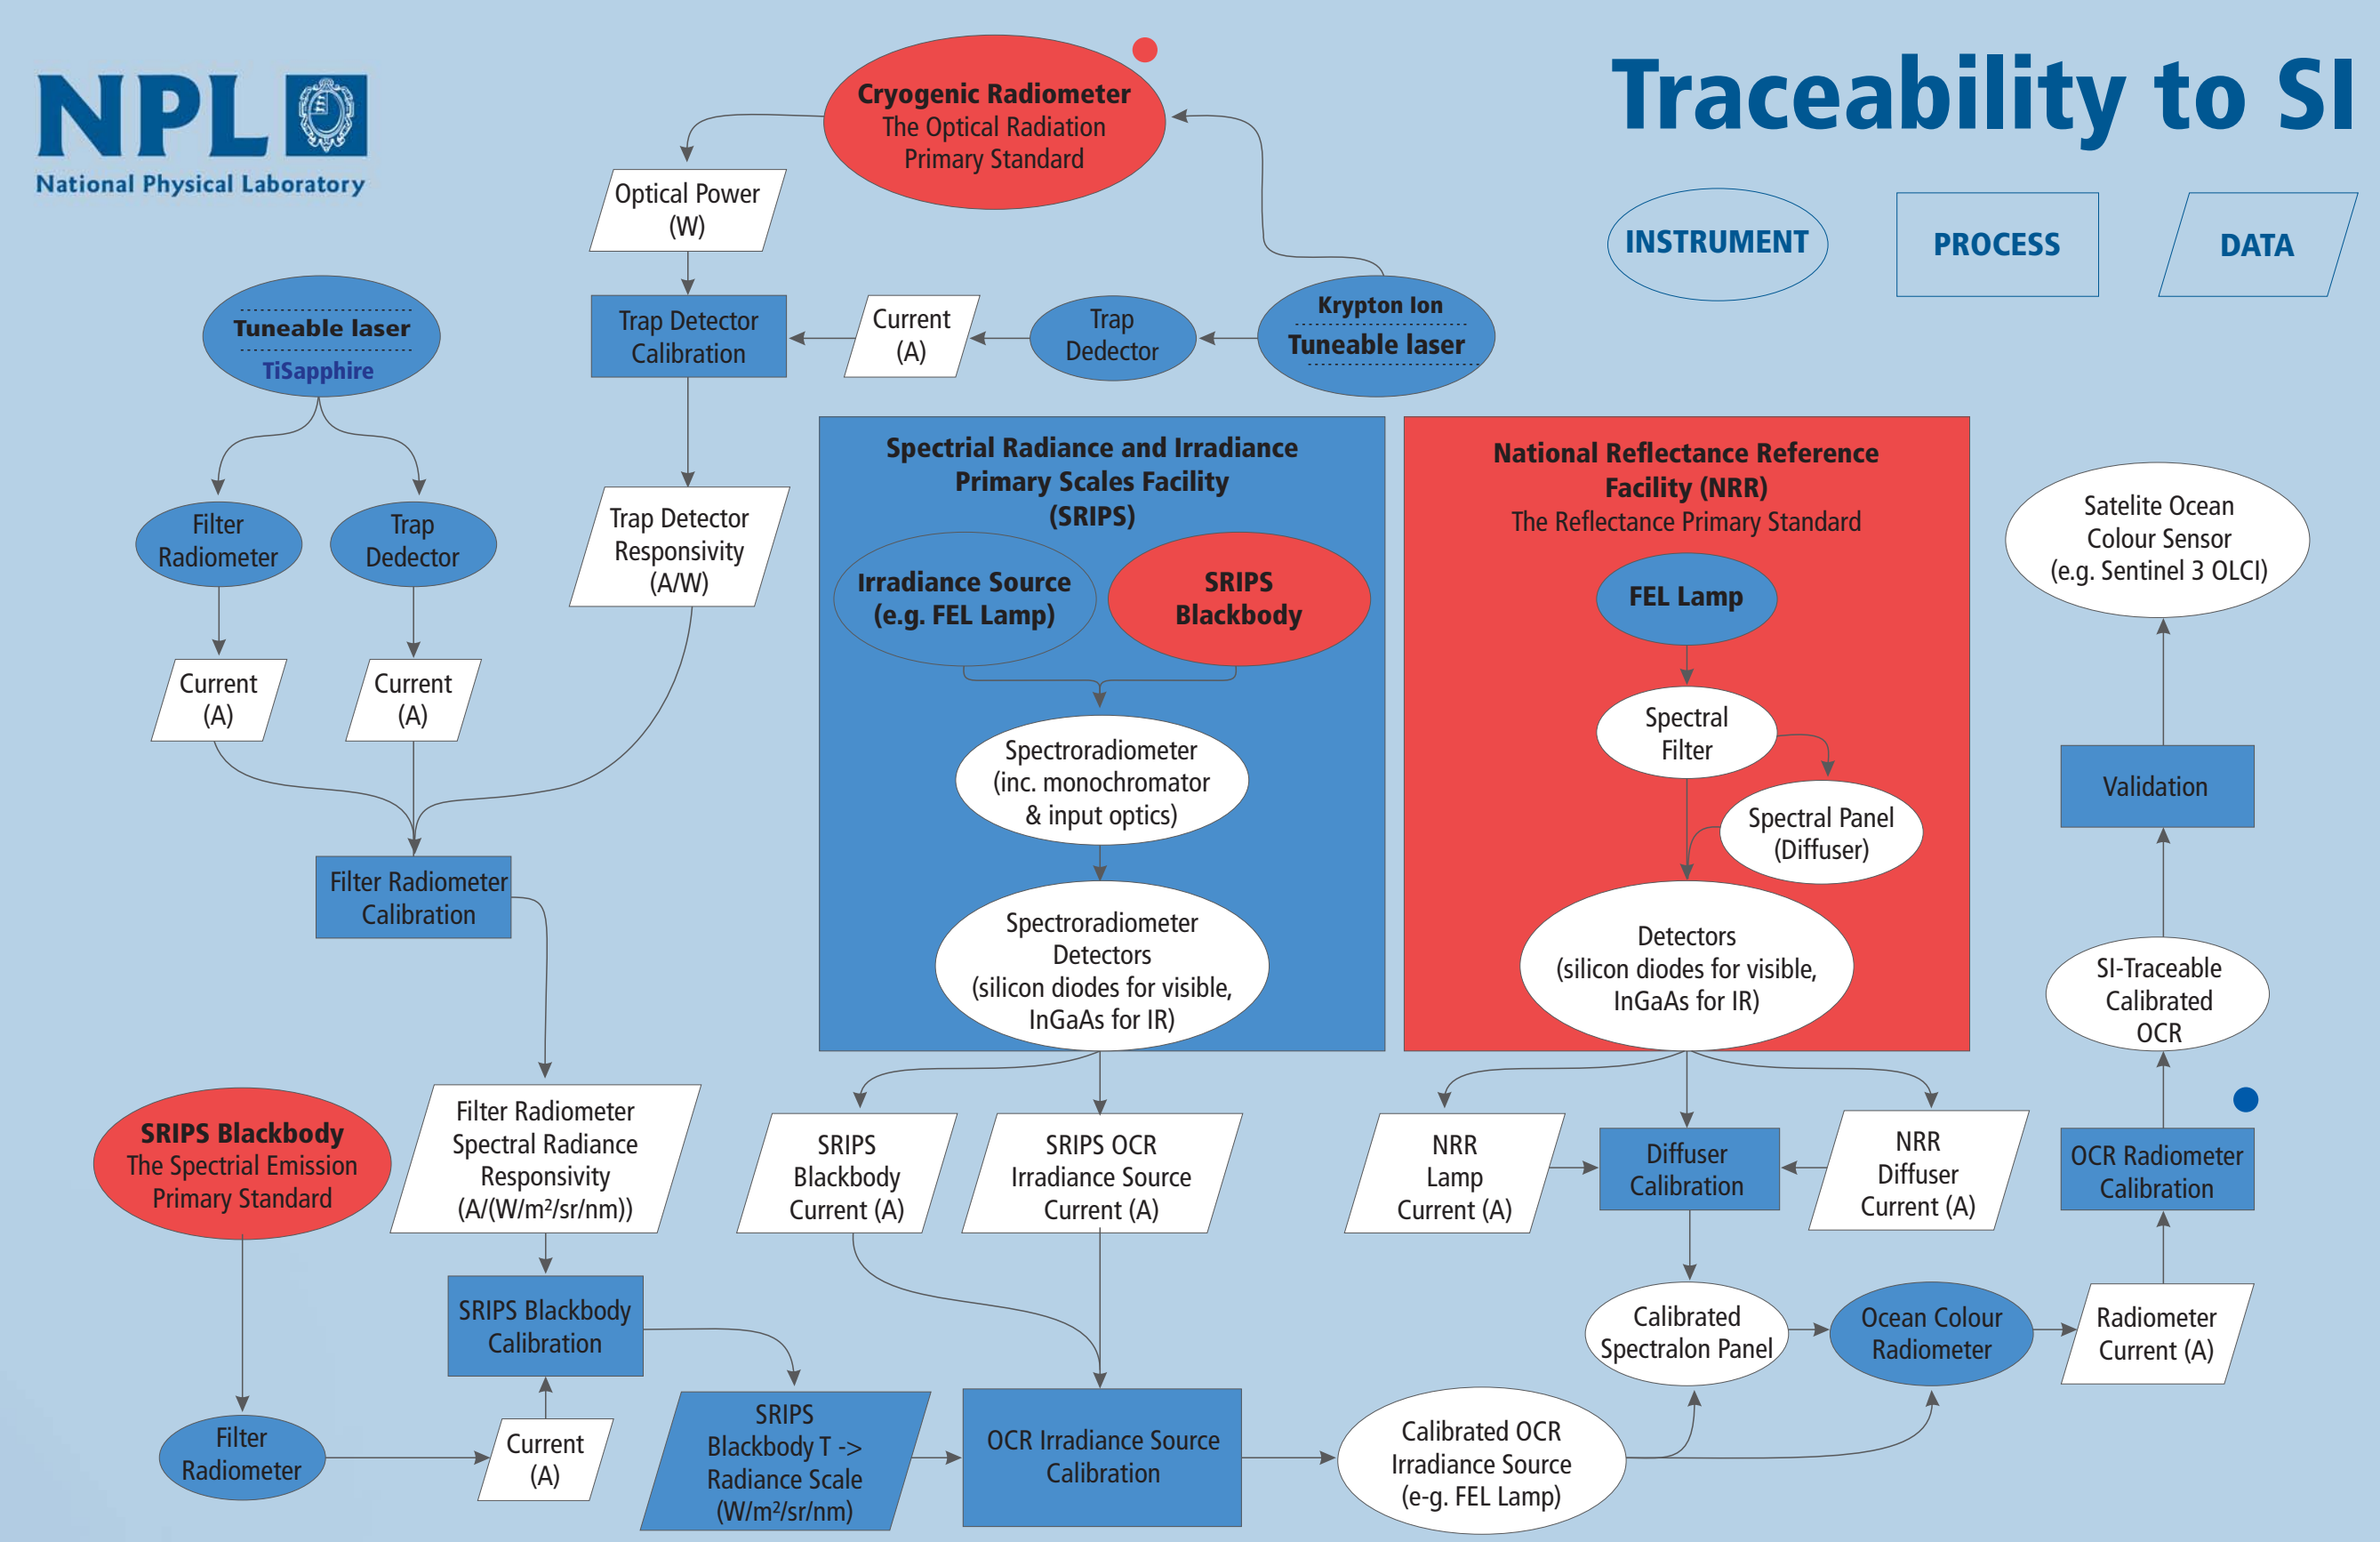 NPL
National Physical Laboratory
Traceability to SI
INSTRUMENT
PROCESS
DATA
Cryogenic Radiometer
The Optical Radiation
Primary Standard
Optical Power
(W)
Trap Detector
Calibration
Current
(A)
Trap
Dedector
Krypton Ion
Tuneable laser
Tuneable laser
TiSapphire
Filter
Radiometer
Trap
Dedector
Current
(A)
Current
(A)
Trap Detector
Responsivity
(A/W)
Filter Radiometer
Calibration
Spectrial Radiance and Irradiance
Primary Scales Facility
(SRIPS)
Irradiance Source
(e.g. FEL Lamp)
SRIPS
Blackbody
Spectroradiometer
(inc. monochromator
& input optics)
Spectroradiometer
Detectors
(silicon diodes for visible,
InGaAs for IR)
National Reflectance Reference
Facility (NRR)
The Reflectance Primary Standard
FEL Lamp
Spectral
Filter
Spectral Panel
(Diffuser)
Detectors
(silicon diodes for visible,
InGaAs for IR)
Satelite Ocean
Colour Sensor
(e.g. Sentinel 3 OLCI)
Validation
SI-Traceable
Calibrated
OCR
OCR Radiometer
Calibration
Radiometer
Current (A)
SRIPS Blackbody
The Spectrial Emission
Primary Standard
Filter Radiometer
Spectral Radiance
Responsivity
(A/(W/m²/sr/nm))
SRIPS
Blackbody
Current (A)
SRIPS OCR
Irradiance Source
Current (A)
NRR
Lamp
Current (A)
Diffuser
Calibration
NRR
Diffuser
Current (A)
SRIPS Blackbody
Calibration
Calibrated
Spectralon Panel
Ocean Colour
Radiometer
Filter
Radiometer
Current
(A)
SRIPS
Blackbody T ->
Radiance Scale
(W/m²/sr/nm)
OCR Irradiance Source
Calibration
Calibrated OCR
Irradiance Source
(e-g. FEL Lamp)